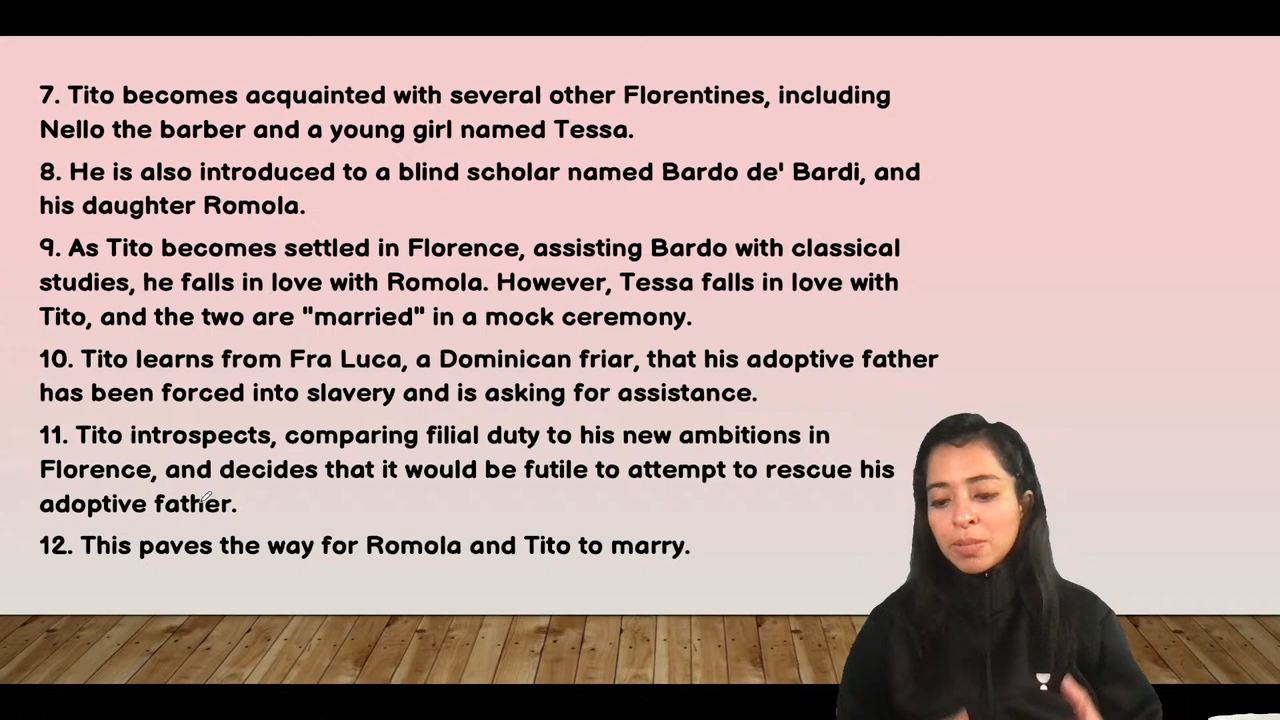 7. Tito becomes acquainted with several other Florentines, including
Nello the barber and a young girl named Tessa.
8. He is also introduced to a blind scholar named Bardo de' Bardi, and
his daughter Romola.
9. As Tito becomes settled in Florence, assisting Bardo with classical
studies, he falls in love with Romola. However, Tessa falls in love with
Tito, and the two are "married" in a mock ceremony.
10. Tito learns from Fra Luca, a Dominican friar, that his adoptive father
has been forced into slavery and is asking for assistance.
11. Tito introspects, comparing filial duty to his new ambitions in
Florence, and decides that it would be futile to attempt to rescue his
adoptive father.
12. This paves the way for Romola and Tito to marry.